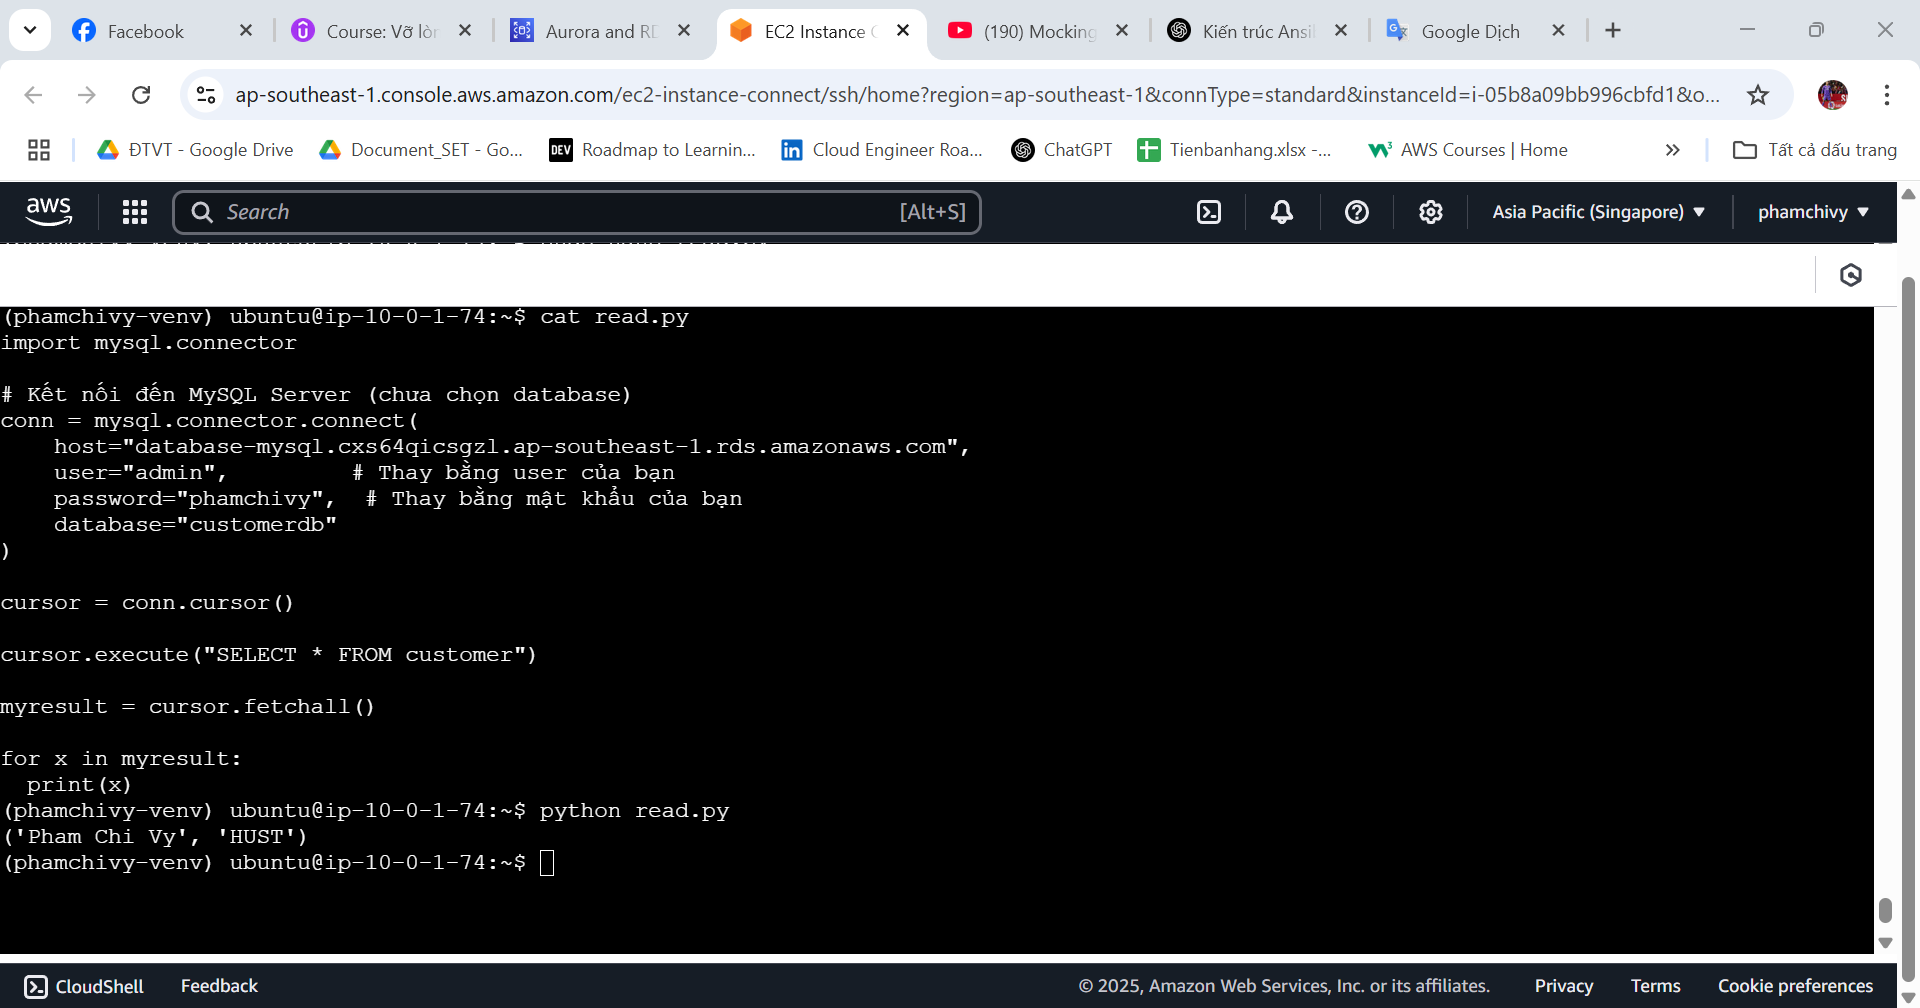 Facebook
Course: Vỡ lòn
Aurora and RD
EC2 Instance C
(190) Mocking
Kiến trúc Ansil
Google Dịch
ap-southeast-1.console.aws.amazon.com/ec2-instance-connect/ssh/home?region=ap-southeast-1&connType=standard&instanceId=i-05b8a09bb996cbfd1&o...
ĐTVT - Google Drive
Document_SET - Go...
DEV
Roadmap to Learnin...
Cloud Engineer Roa...
ChatGPT
Tienbanhang.xlsx -...
AWS Courses | Home
Tất cả dấu trang
aws
Search
[Alt+S]
Asia Pacific (Singapore)
phamchivy
(phamchivy-venv) ubuntu@ip-10-0-1-74:~$ cat read.py
import mysql.connector
# Kết nối đến MySQL Server (chưa chọn database)
conn = mysql.connector.connect(
    host="database-mysql.cxs64qicsgzl.ap-southeast-1.rds.amazonaws.com",
    user="admin",         # Thay bằng user của bạn
    password="phamchivy",  # Thay bằng mật khẩu của bạn
    database="customerdb"
)
cursor = conn.cursor()
cursor.execute("SELECT * FROM customer")
myresult = cursor.fetchall()
for x in myresult:
  print(x)
(phamchivy-venv) ubuntu@ip-10-0-1-74:~$ python read.py
('Pham Chi Vy', 'HUST')
(phamchivy-venv) ubuntu@ip-10-0-1-74:~$
CloudShell
Feedback
© 2025, Amazon Web Services, Inc. or its affiliates.
Privacy
Terms
Cookie preferences